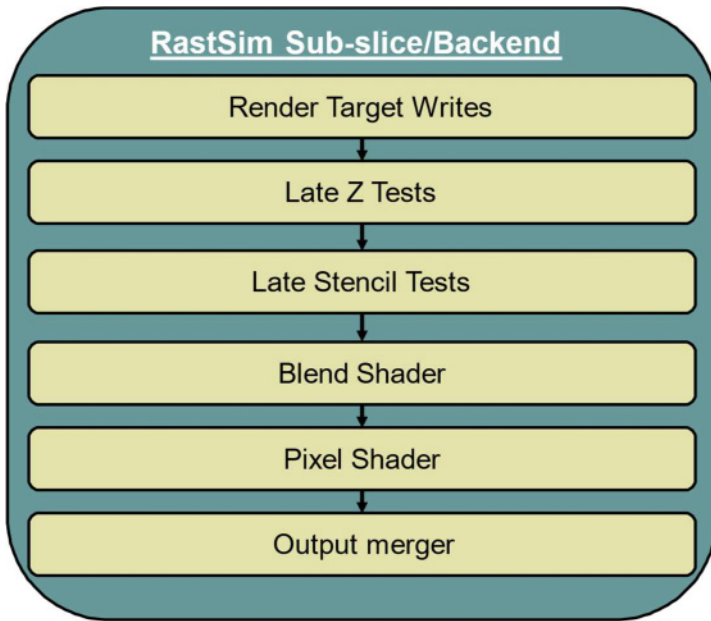 RastSim Sub-slice/Backend
Render Target Writes
Late Z Tests
Late Stencil Tests
Blend Shader
Pixel Shader
Output merger